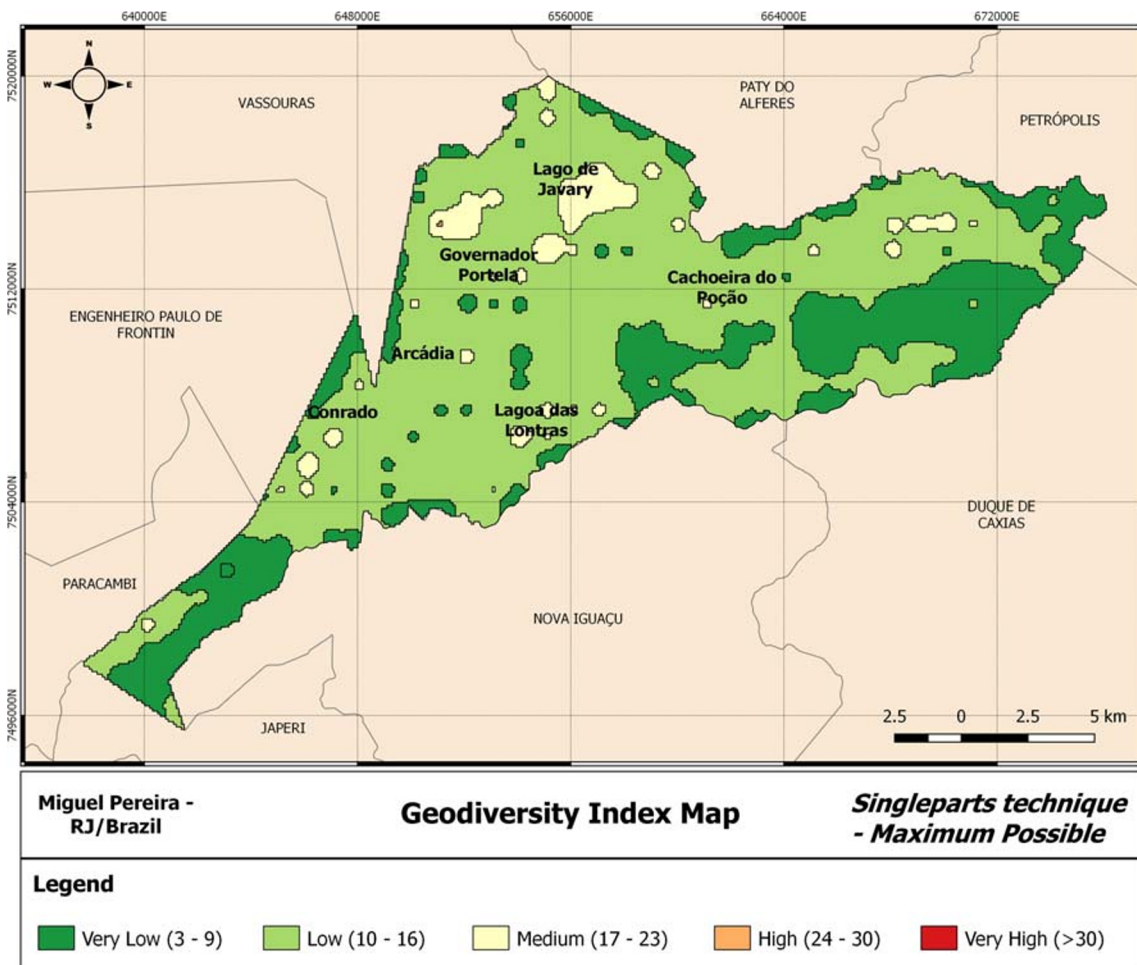 640000E 648000E 656000E 664000E 672000E
7520000N
7512000N
7504000N
7496000N
N
W E
S
VASSOURAS
PATY DO
ALFERES
PETRÓPOLIS
Lago de
Javary
Governador
Portela
Cachoeira do
Poção
ENGENHEIRO PAULO DE
FRONTIN
Arcádia
Conrado
Lagoa das
Lontras
DUQUE DE
CAXIAS
PARACAMBI
NOVA IGUAÇU
JAPERI
2.5 0 2.5 5 km
Miguel Pereira -
RJ/Brazil
Geodiversity Index Map
Singleparts technique
- Maximum Possible
Legend
Very Low (3 - 9) Low (10 - 16) Medium (17 - 23) High (24 - 30) Very High (>30)